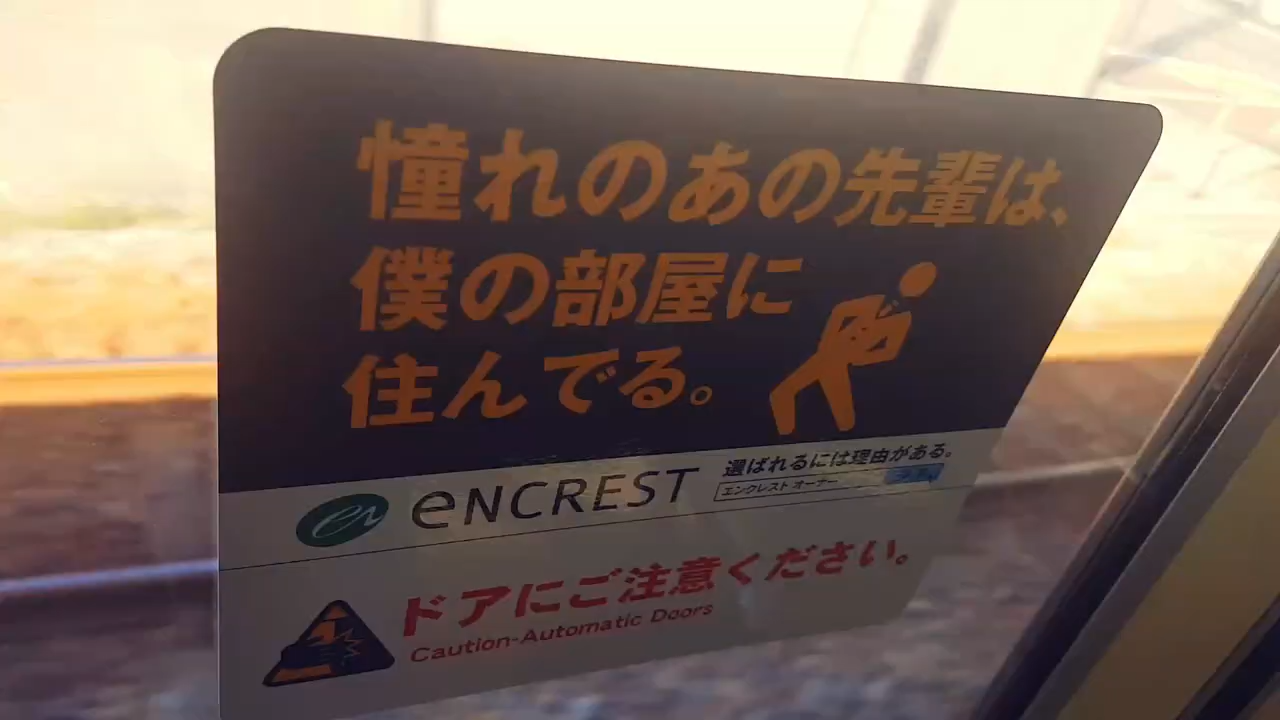 憧れのあの先輩は、
僕の部屋に
住んでる。
en
eNCREST
選ばれるには理由がある。
エンクレスト オーナー
ドアにご注意ください。
Caution-Automatic Doors